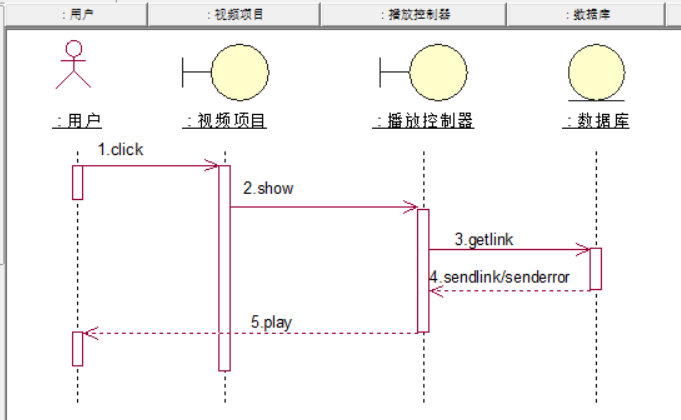 : 用户
: 视频项目
: 播放控制器
: 数据库
: 用户
: 视频项目
: 播放控制器
: 数据库
1.click
2.show
3.getlink
4.sendlink/senderror
5.play